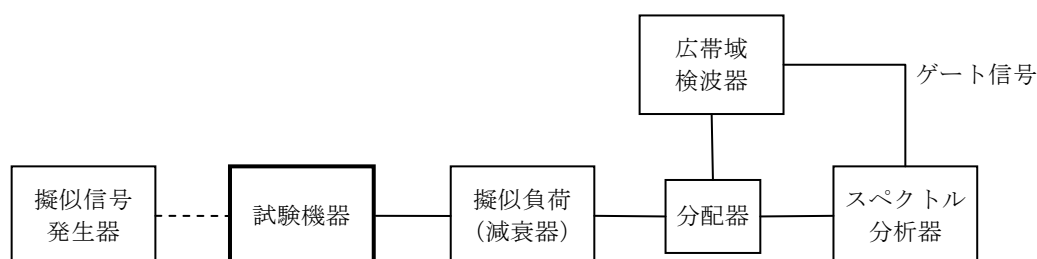 広帯域
検波器
ゲート信号
擬似信号
発生器
試験機器
擬似負荷
（減衰器）
分配器
スペクトル
分析器